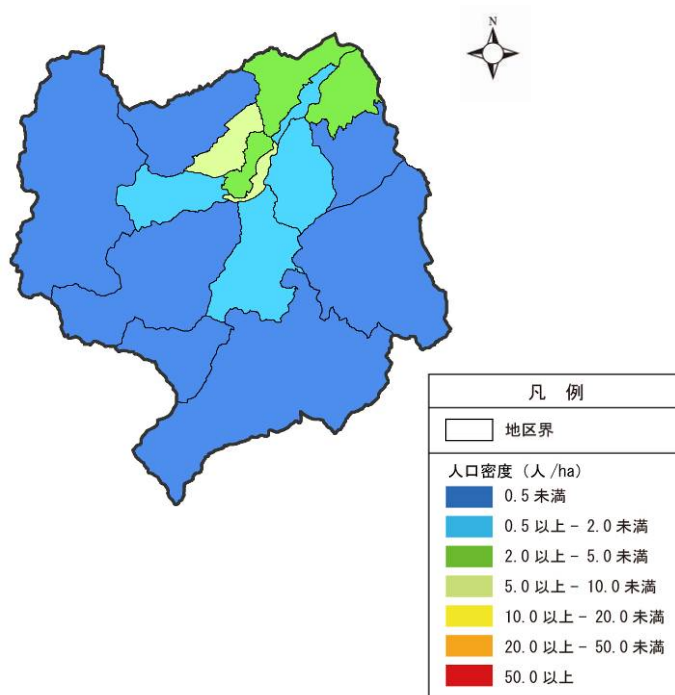 N
凡 例
地区界
人口密度 (人/ha)
0.5 未満
0.5 以上 − 2.0 未満
2.0 以上 − 5.0 未満
5.0 以上 − 10.0 未満
10.0 以上 − 20.0 未満
20.0 以上 − 50.0 未満
50.0 以上